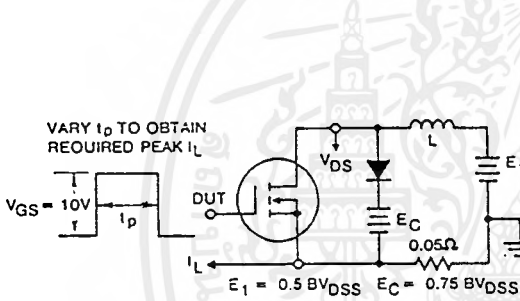 VARY tp TO OBTAIN
REQUIRED PEAK IL
VGS = 10V
tp
DUT
VDS
L
E
EC
0.05Ω
IL
E1 = 0.5 BVDSS EC = 0.75 BVDSS